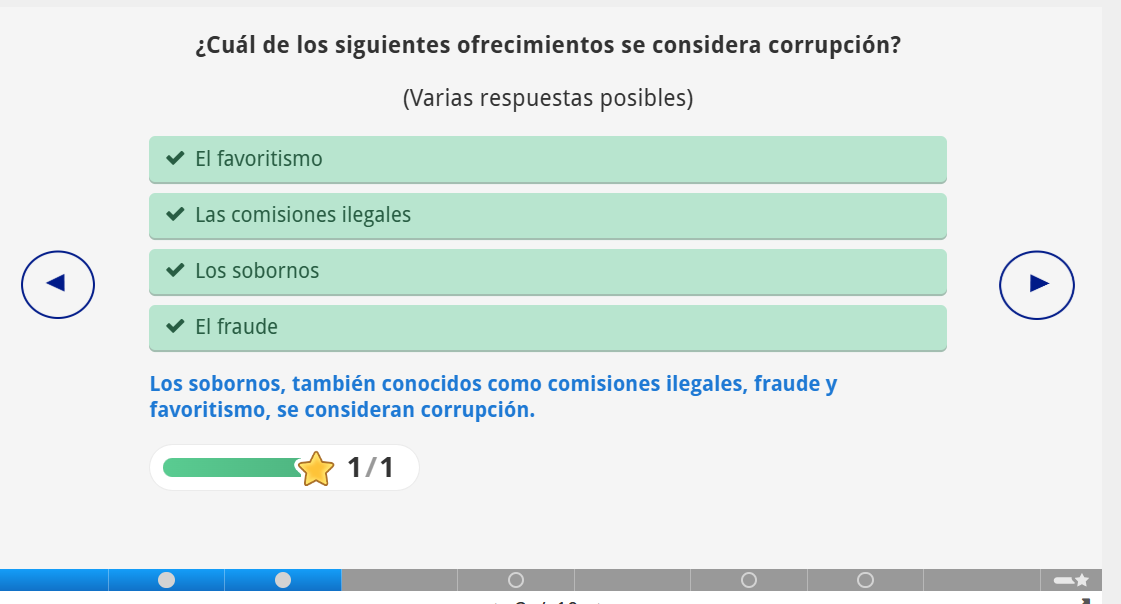 ¿Cuál de los siguientes ofrecimientos se considera corrupción?
(Varias respuestas posibles)
El favoritismo
Las comisiones ilegales
Los sobornos
El fraude
Los sobornos, también conocidos como comisiones ilegales, fraude y
favoritismo, se consideran corrupción.
1/1